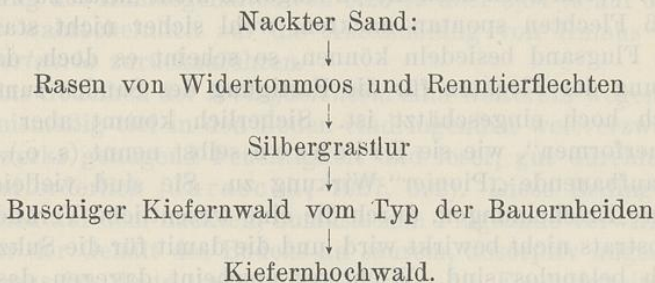 Nackter Sand:
↓
Rasen von Widertonmoos und Renntierflechten
↓
Silbergrasflur
↓
Buschiger Kiefernwald vom Typ der Bauernheiden
↓
Kiefernhochwald.